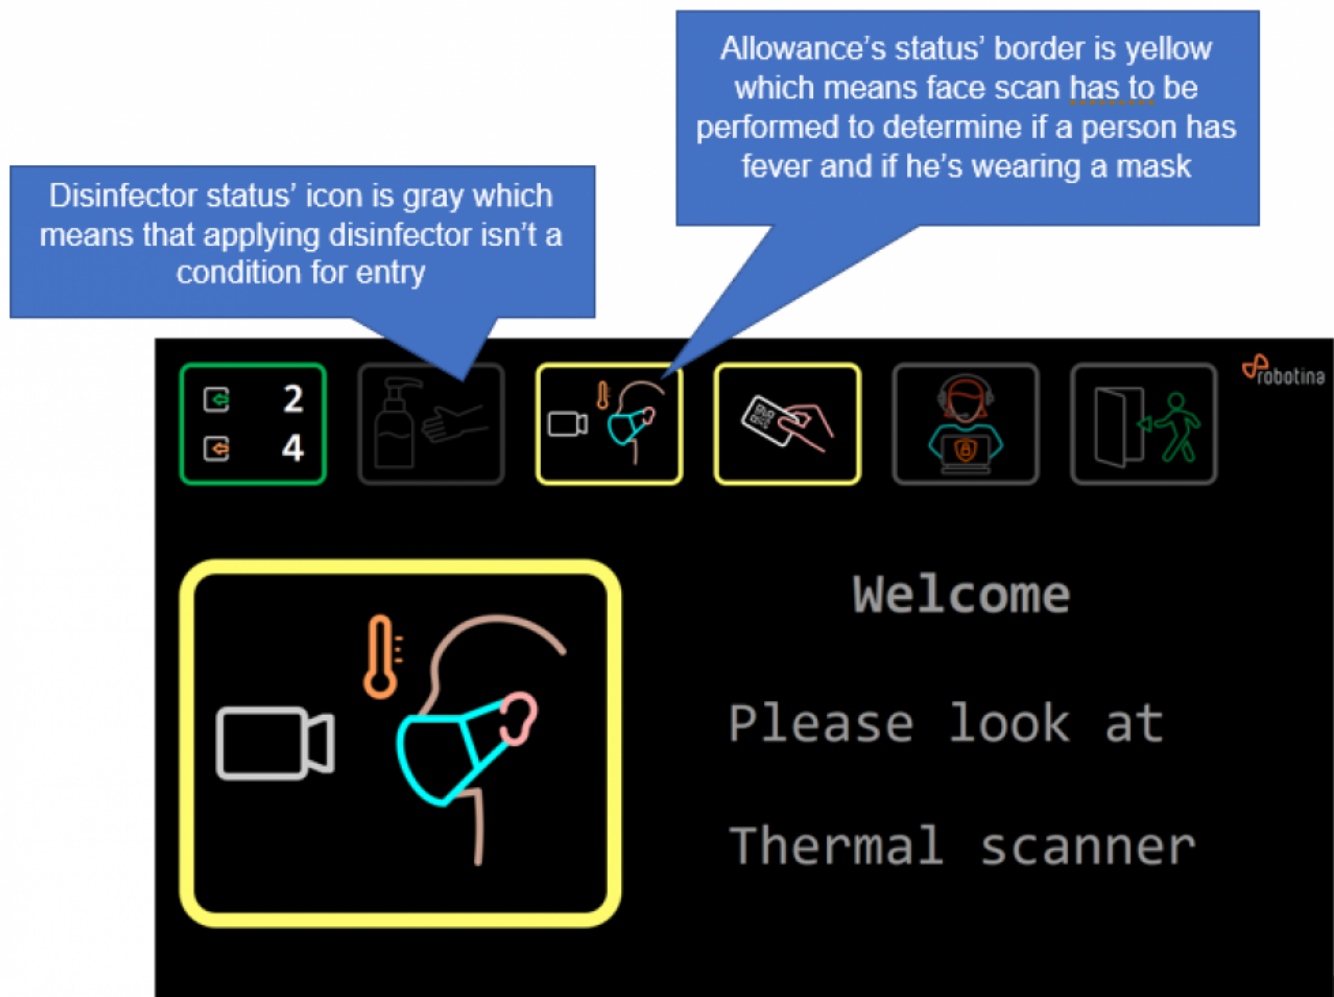 Allowance’s status’ border is yellow
which means face scan has to be
performed to determine if a person has
fever and if he’s wearing a mask
Disinfector status’ icon is gray which
means that applying disinfector isn’t a
condition for entry
2
4
robotina
Welcome
Please look at
Thermal scanner